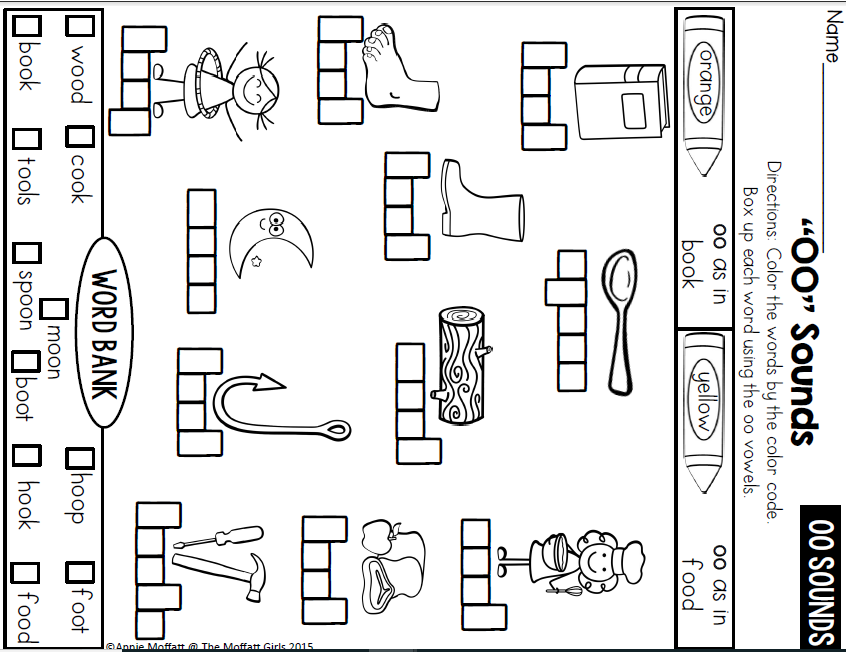 Name
OO SOUNDS
"OO" Sounds
Directions: Color the words by the color code.
Box up each word using the oo vowels.
orange
oo as in
book
yellow
oo as in
food
WORD BANK
wood
cook
hoop
foot
moon
book
tools
spoon
boot
hook
food
©Annie Moffatt @ The Moffatt Girls 2015